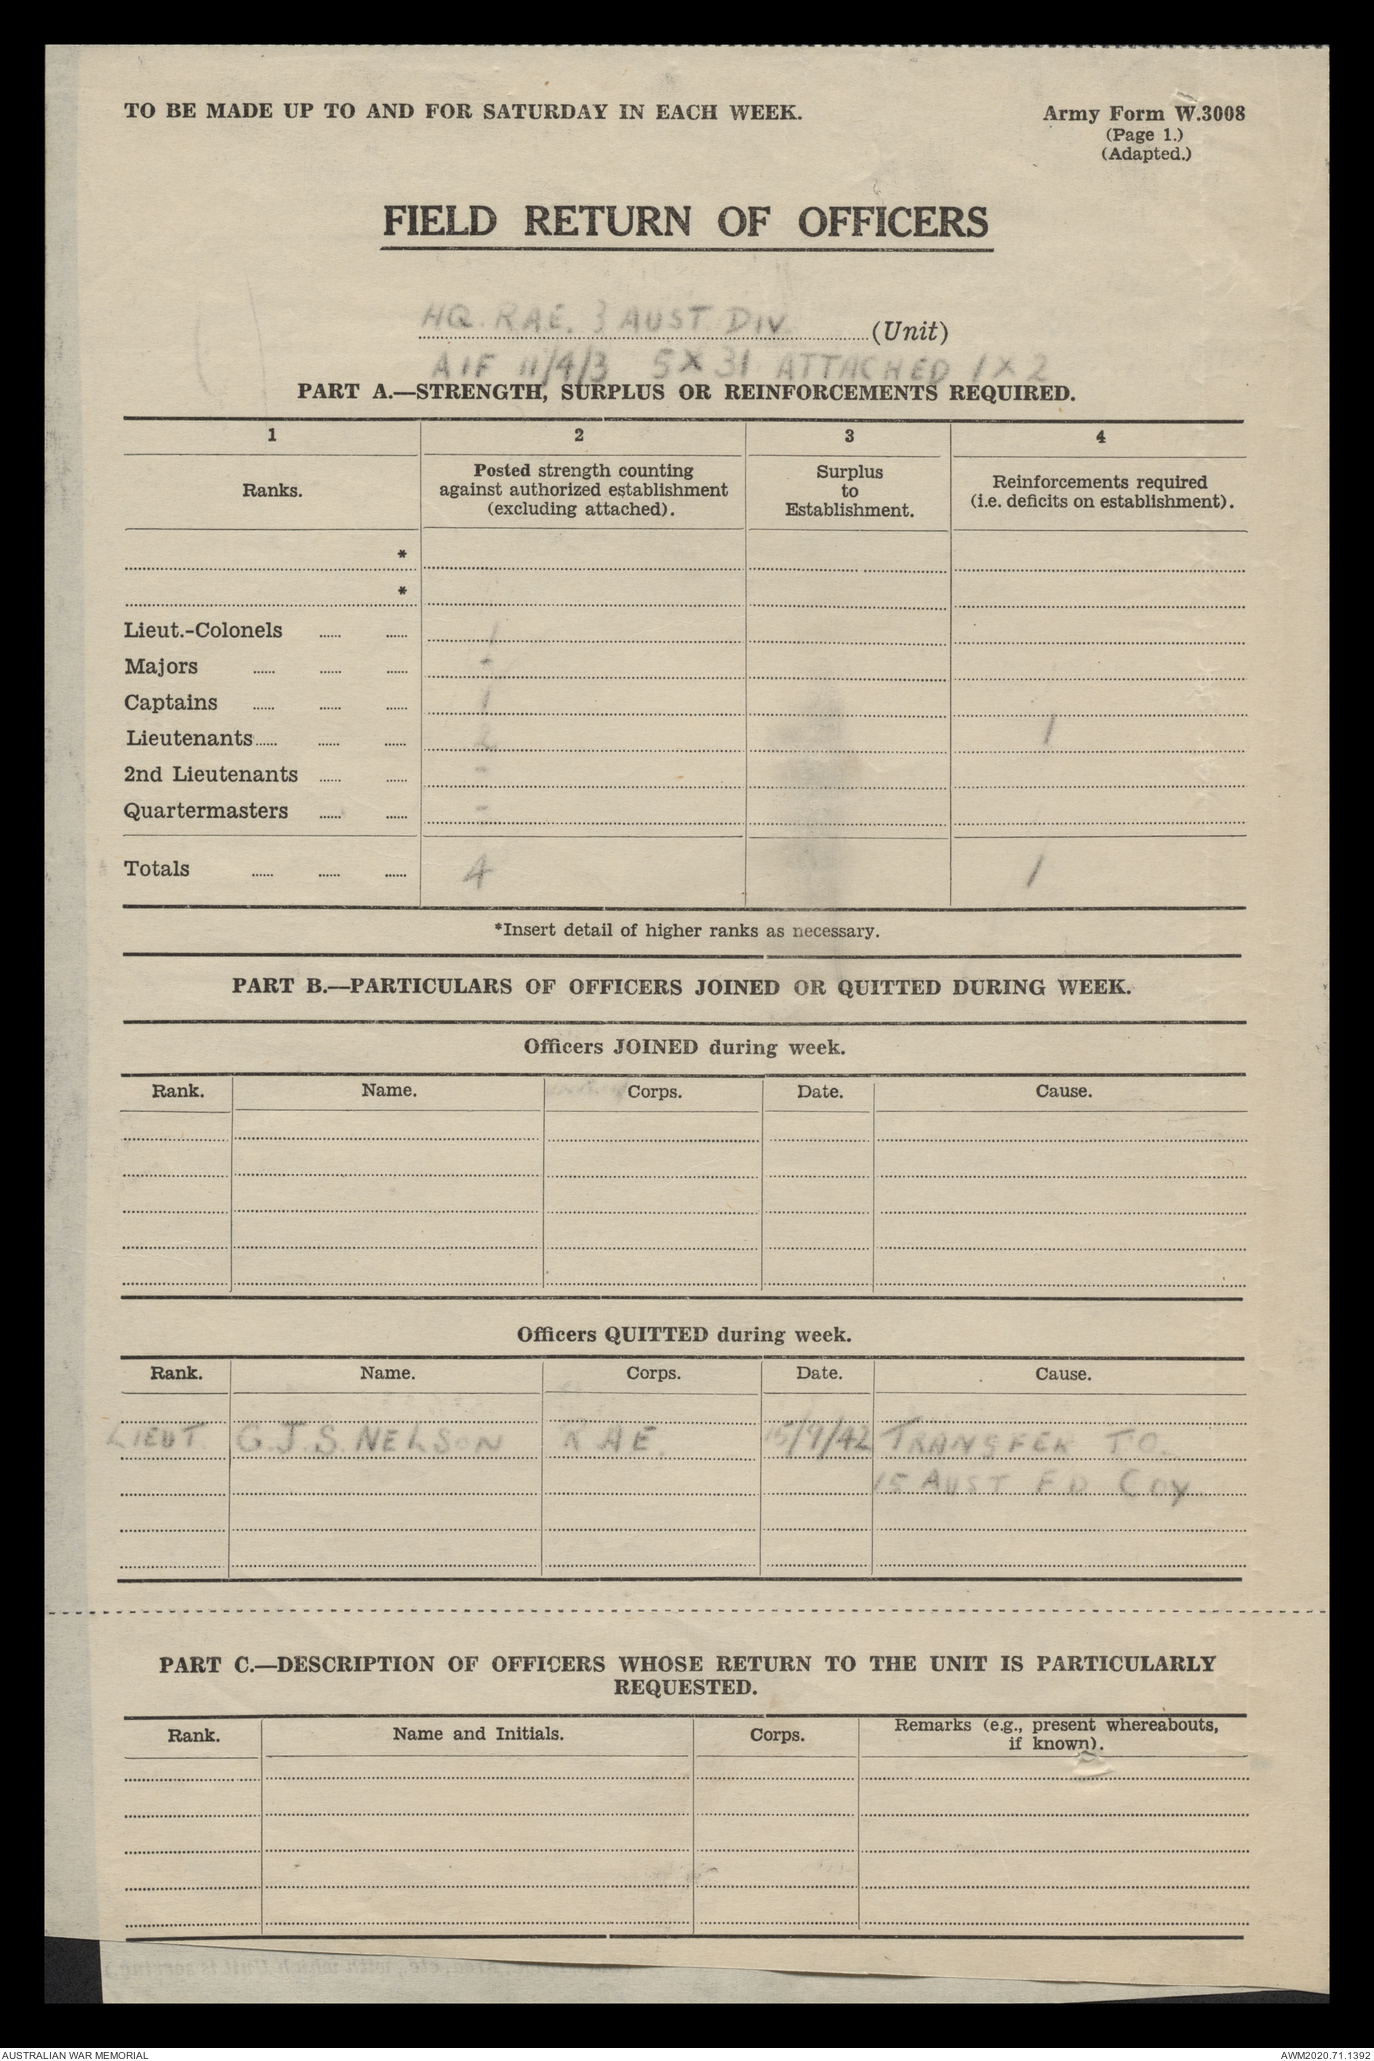 TO BE MADE UP TO AND FOR SATURDAY IN EACH WEEK.
Army Form W.3008
(Page 1.)
(Adapted.)
FIELD RETURN OF OFFICERS
HQ. RAE. 3 AUST DIV. (Unit)
AIF 11/4/3 5X31 ATTACHED 1X2
PART A.—STRENGTH, SURPLUS OR REINFORCEMENTS REQUIRED.
1 2 3 4
Ranks.
Posted strength counting against authorized establishment (excluding attached).
Surplus to Establishment.
Reinforcements required (i.e. deficits on establishment).
*
*
Lieut.-Colonels ...... ...... 1
Majors ...... ...... ...... -
Captains ...... ...... ...... 1
Lieutenants...... ...... ...... 2 1
2nd Lieutenants ...... ...... -
Quartermasters ...... ...... -
Totals ...... ...... ...... 4 1
*Insert detail of higher ranks as necessary.
PART B.—PARTICULARS OF OFFICERS JOINED OR QUITTED DURING WEEK.
Officers JOINED during week.
Rank. Name. Corps. Date. Cause.
Officers QUITTED during week.
Rank. Name. Corps. Date. Cause.
LIEUT. G.J.S. NELSON RAE. 15/9/42 TRANSFER TO
15 AUST FD COY
PART C.—DESCRIPTION OF OFFICERS WHOSE RETURN TO THE UNIT IS PARTICULARLY
REQUESTED.
Rank. Name and Initials. Corps. Remarks (e.g., present whereabouts,
if known).
AUSTRALIAN WAR MEMORIAL
AWM2020.71.1392